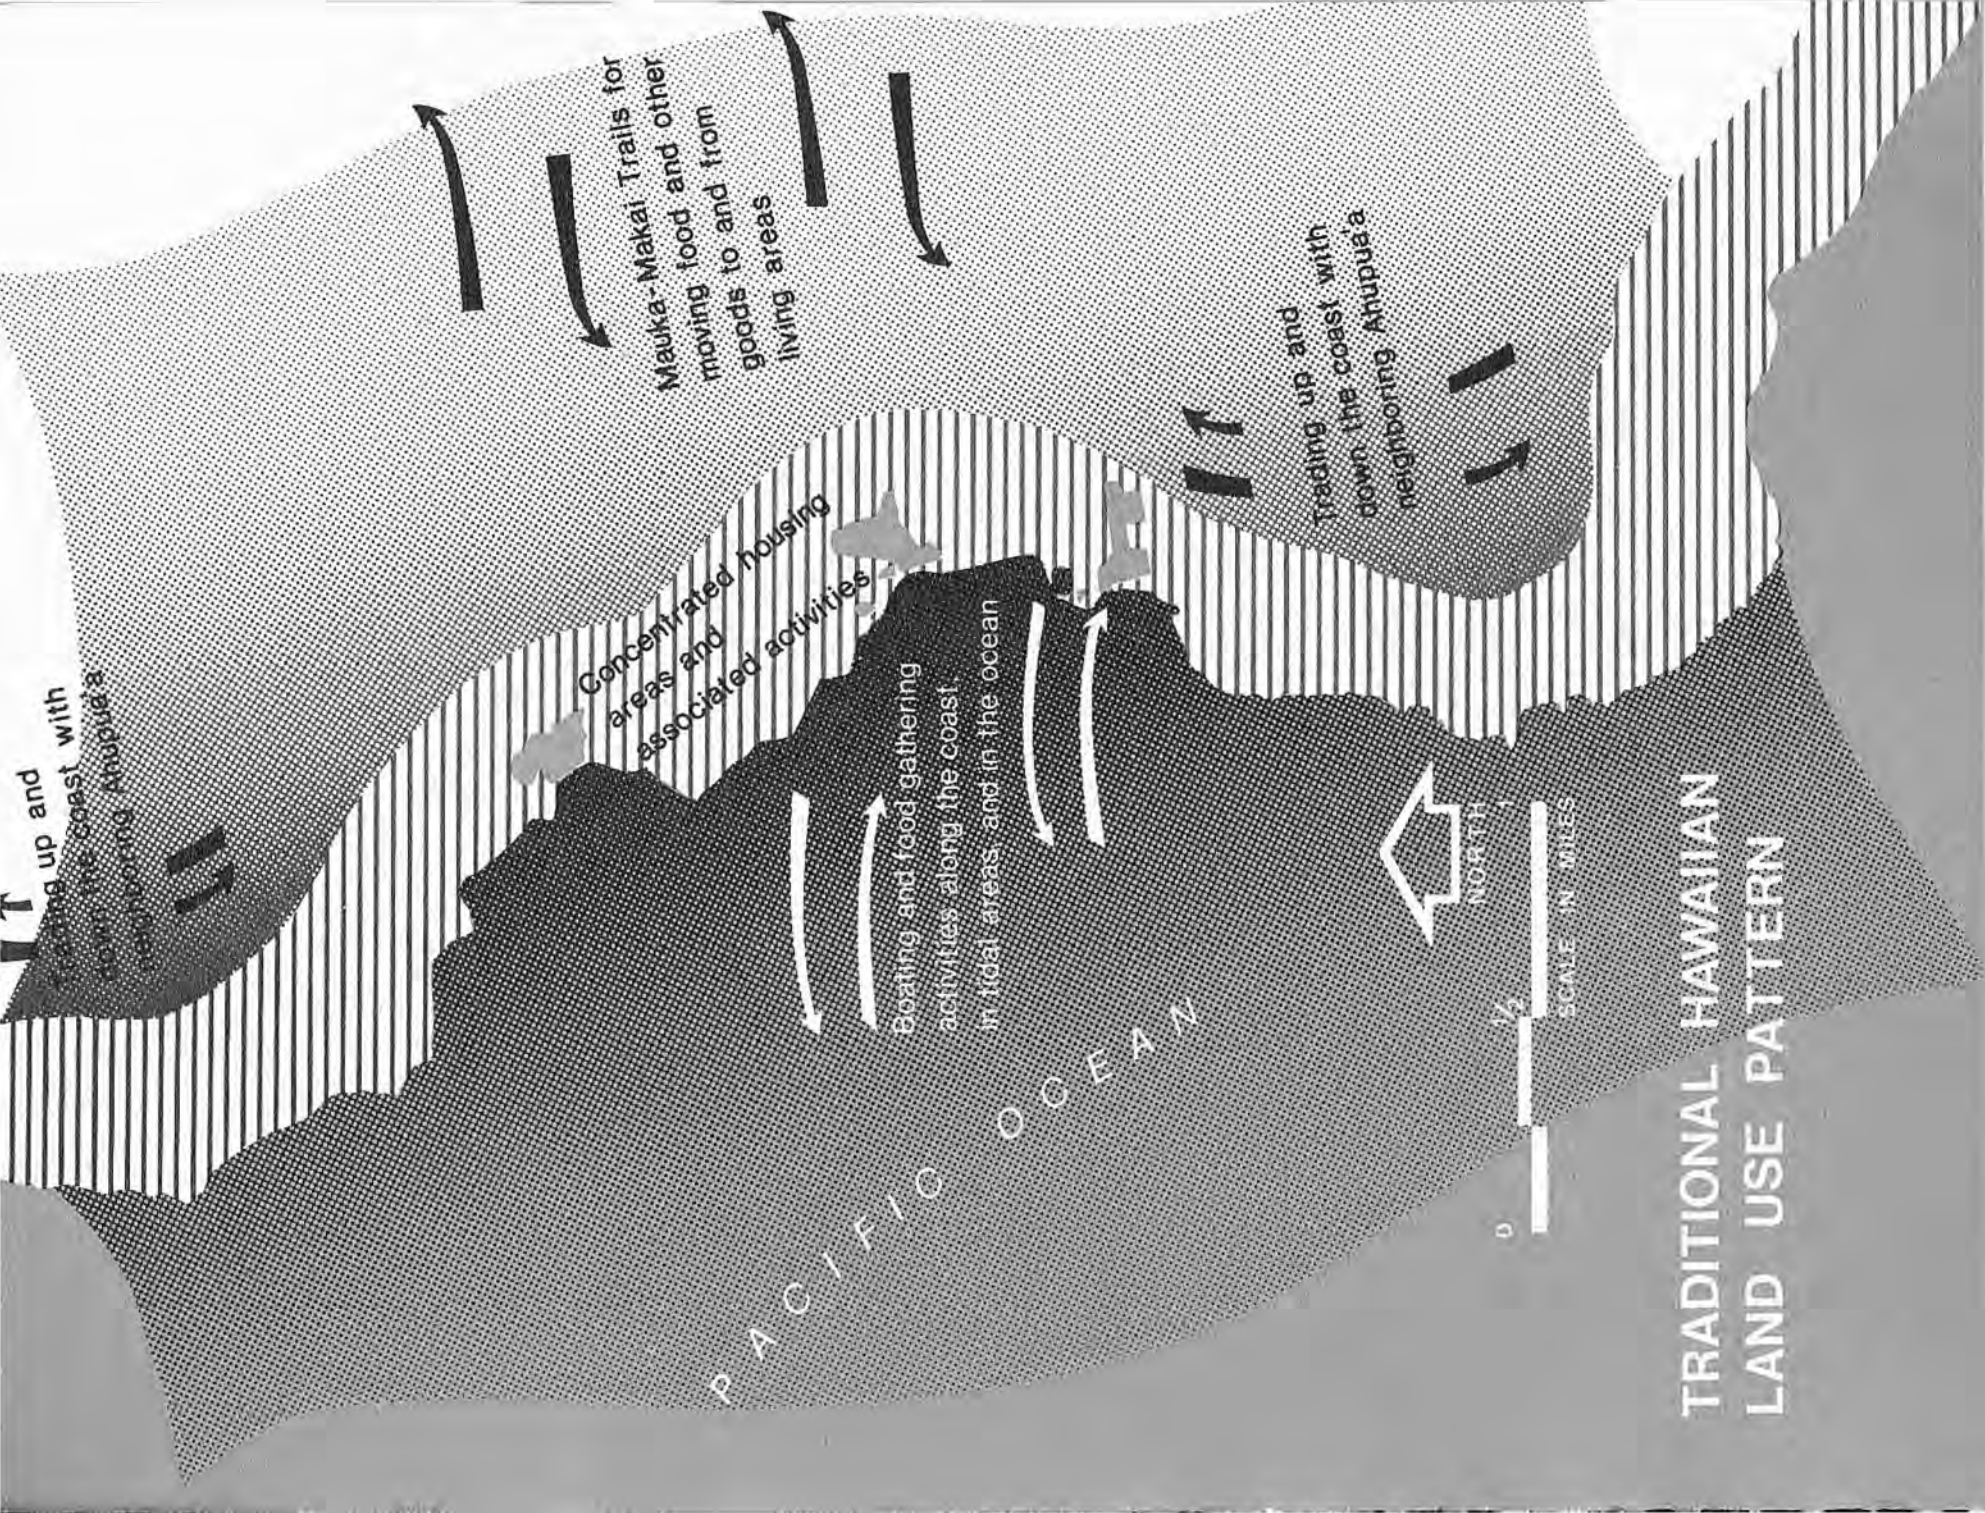 Trading up and
down the coast with
neighboring Ahupua'a
Mauka-Makai Trails for
moving food and other
goods to and from
living areas
Concentrated housing
areas and
associated activities
Trading up and
down the coast with
neighboring Ahupua'a
Boating and food gathering
activities along the coast,
in tidal areas, and in the ocean
PACIFIC OCEAN
NORTH
0 1/2 1
SCALE IN MILES
TRADITIONAL HAWAIIAN
LAND USE PATTERN